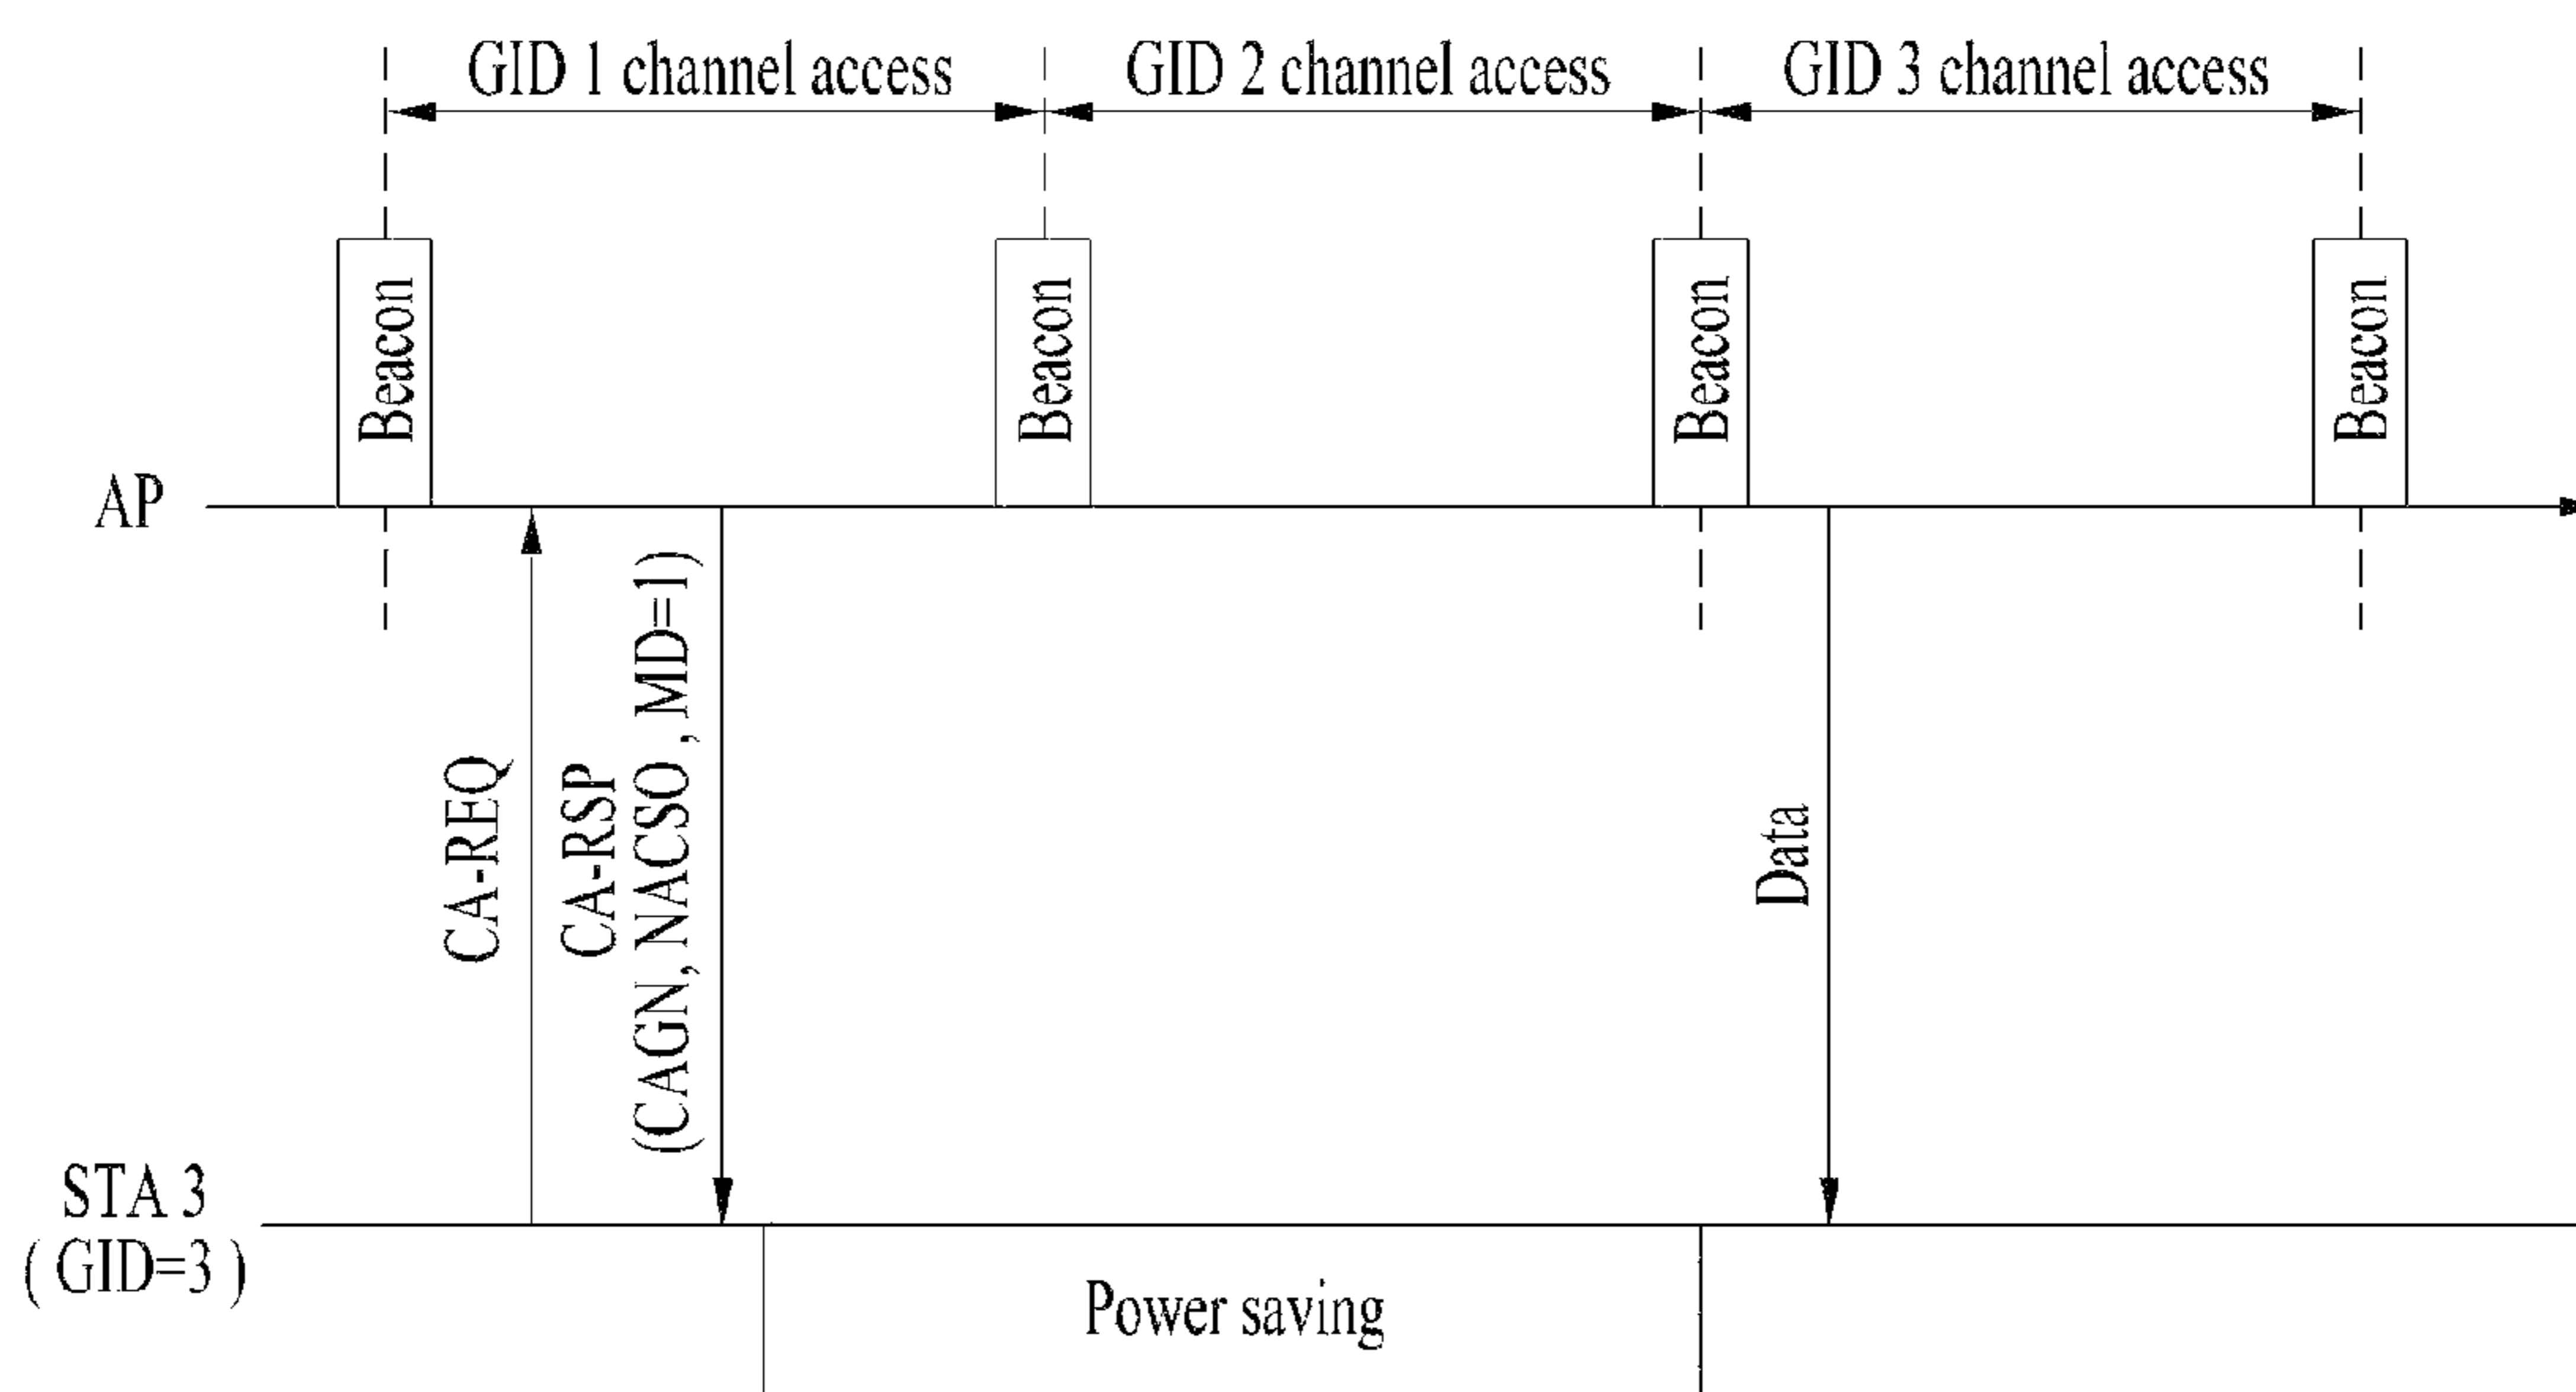 GID 1 channel access
GID 2 channel access
GID 3 channel access
Beacon
Beacon
Beacon
Beacon
AP
CA-REQ
CA-RSP
(CAGN, NACSO , MD=1)
Data
STA 3
( GID=3 )
Power saving